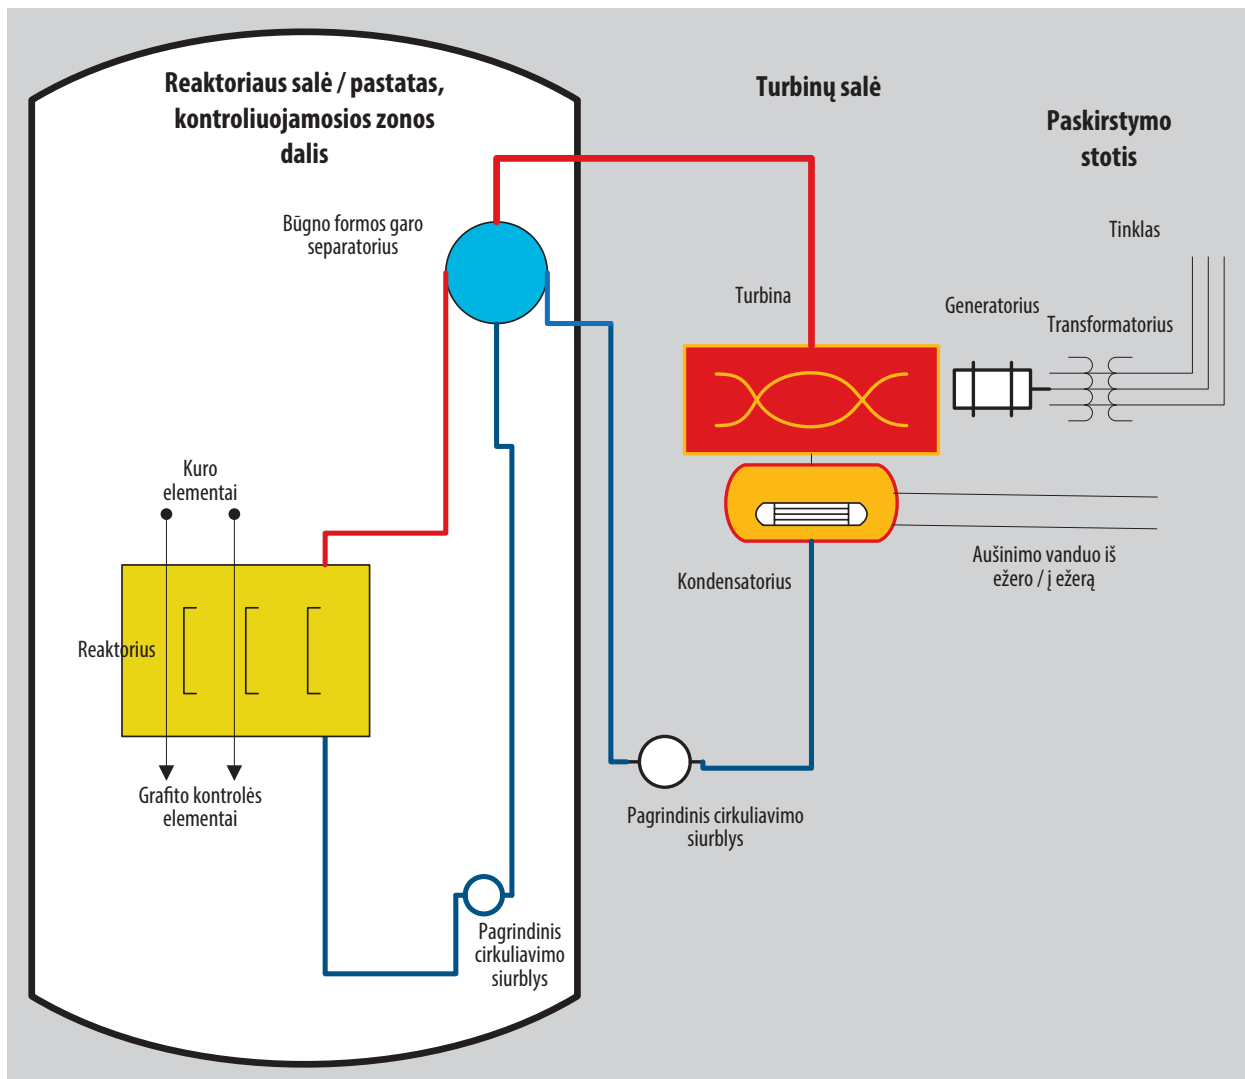 Reaktoriaus salė / pastatas,
kontroliuojamosios zonos
dalis
Turbinų salė
Paskirstymo
stotis
Būgno formos garo
separatorius
Tinklas
Turbina
Generatorius
Transformatorius
Kuro
elementai
Aušinimo vanduo iš
ežero / į ežerą
Kondensatorius
Reaktorius
Grafito kontrolės
elementai
Pagrindinis cirkuliavimo
siurblys
Pagrindinis
cirkuliavimo
siurblys